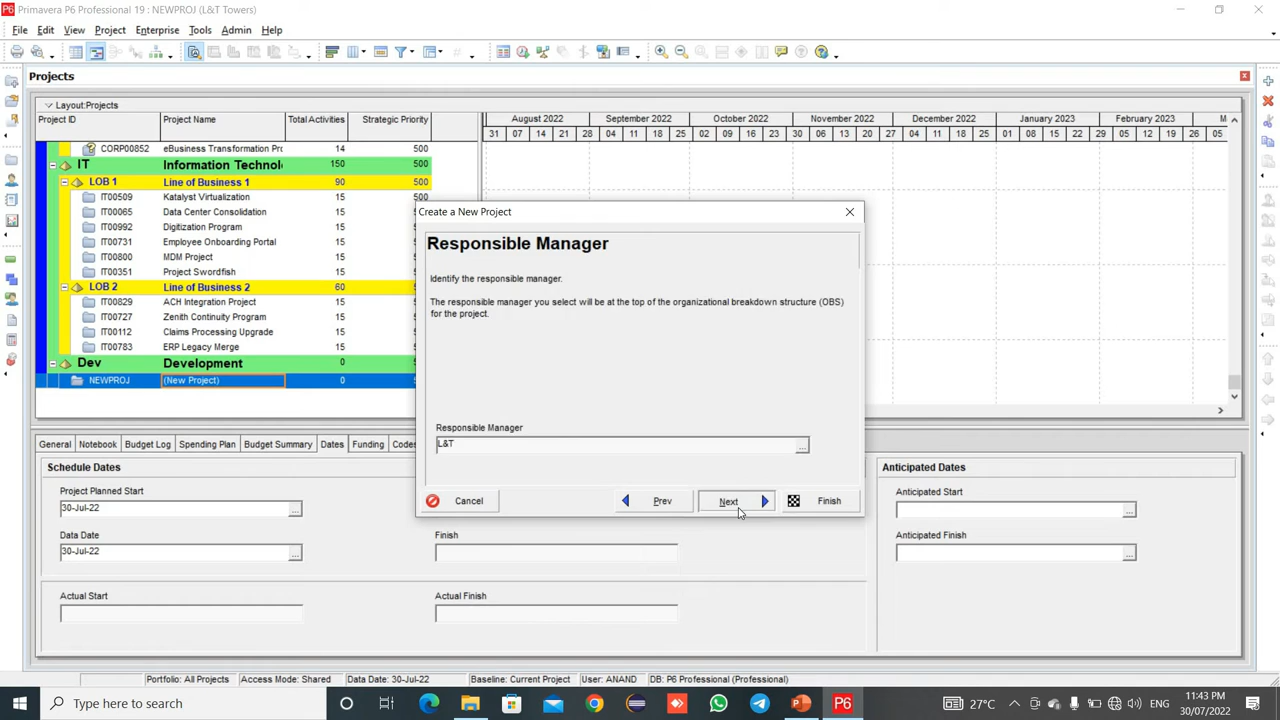 P6 Primavera P6 Professional 19 : NEWPROJ (L&T Towers)
File Edit View Project Enterprise Tools Admin Help
Projects
Layout:Projects
Project ID Project Name Total Activities Strategic Priority
August 2022 September 2022 October 2022 November 2022 December 2022 January 2023 February 2023 M
31 07 14 21 28 04 11 18 25 02 09 16 23 30 06 13 20 27 04 11 18 25 01 08 15 22 29 05 12 19 26 05
CORP00852 eBusiness Transformation Pr 14 500
IT Information Technol 150 500
LOB 1 Line of Business 1 90 500
IT00509 Katalyst Virtualization 15 500
IT00065 Data Center Consolidation 15
IT00992 Digitization Program 15
IT00731 Employee Onboarding Portal 15
IT00800 MDM Project 15
IT00351 Project Swordfish 15
LOB 2 Line of Business 2 60
IT00829 ACH Integration Project 15
IT00727 Zenith Continuity Program 15
IT00112 Claims Processing Upgrade 15
IT00783 ERP Legacy Merge 15
Dev Development 0
NEWPROJ (New Project) 0
Create a New Project
Responsible Manager
Identify the responsible manager.
The responsible manager you select will be at the top of the organizational breakdown structure (OBS)
for the project.
Responsible Manager
L&T
...
Cancel Prev Next Finish
General Notebook Budget Log Spending Plan Budget Summary Dates Funding Codes
Schedule Dates
Anticipated Dates
Project Planned Start
30-Jul-22 ...
Data Date
30-Jul-22 ...
Finish
Actual Start
Actual Finish
Anticipated Start
...
Anticipated Finish
...
Portfolio: All Projects Access Mode: Shared Data Date: 30-Jul-22 Baseline: Current Project User: ANAND DB: P6 Professional (Professional)
Type here to search
P6
27°C
11:43 PM
30/07/2022